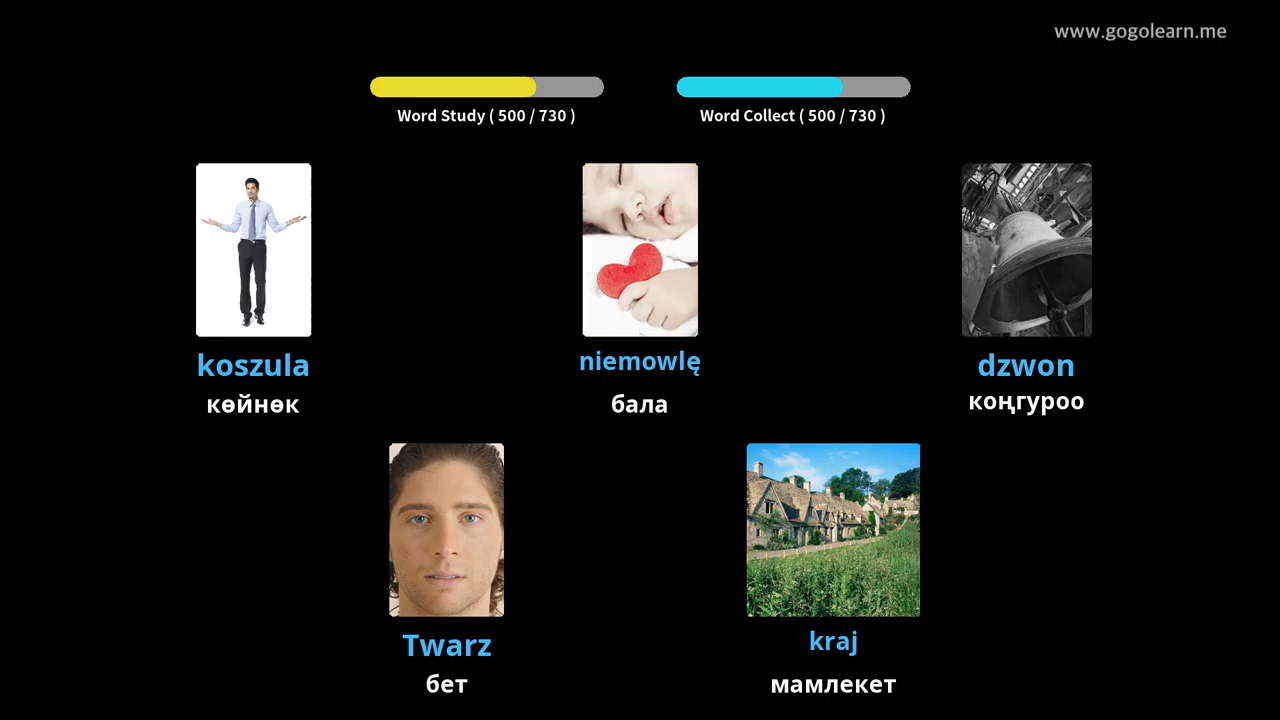 www.gogolearn.me
Word Study ( 500 / 730 )
Word Collect ( 500 / 730 )
koszula
niemowlę
dzwon
көйнөк
бала
коңгуроо
Twarz
kraj
бет
мамлекет